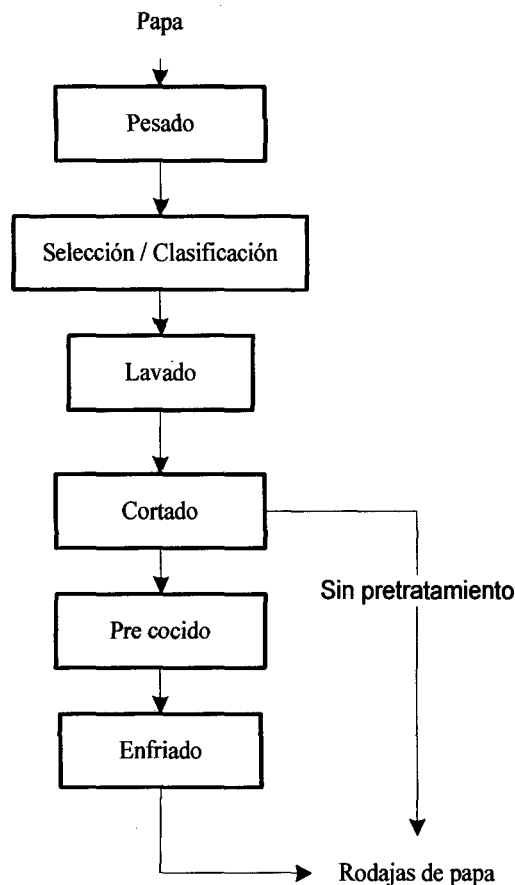 Papa
Pesado
Selección / Clasificación
Lavado
Cortado
Sin pretratamiento
Pre cocido
Enfriado
Rodajas de papa